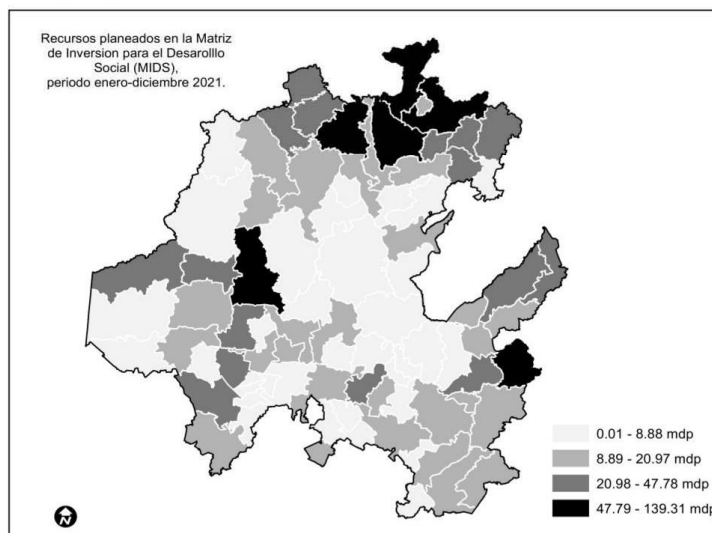 Recursos planeados en la Matriz
de Inversion para el Desarolllo
Social (MIDS),
periodo enero-diciembre 2021.
0.01 - 8.88 mdp
8.89 - 20.97 mdp
20.98 - 47.78 mdp
47.79 - 139.31 mdp
N